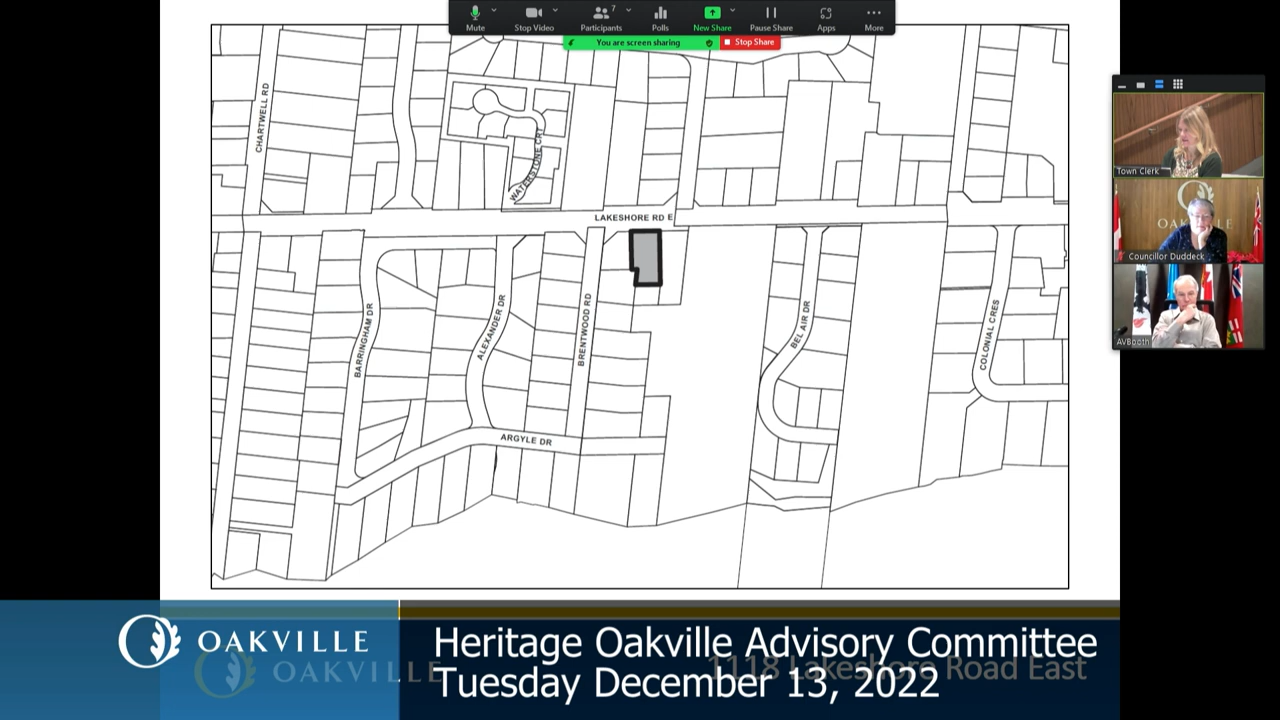 7
Mute
Stop Video
Participants
Polls
New Share
Pause Share
Apps
More
You are screen sharing
Stop Share
CHARTWELL RD
WATERSTONE CRT
LAKESHORE RD E
BARRINGHAM DR
ALEXANDER DR
BRENTWOOD RD
BEL AIR DR
COLONIAL CRES
ARGYLE DR
Town Clerk
Councillor Duddeck
AVBooth
OAKVILLE
OAKVILLE
Heritage Oakville Advisory Committee
1118 Lakeshore Road East
Tuesday December 13, 2022